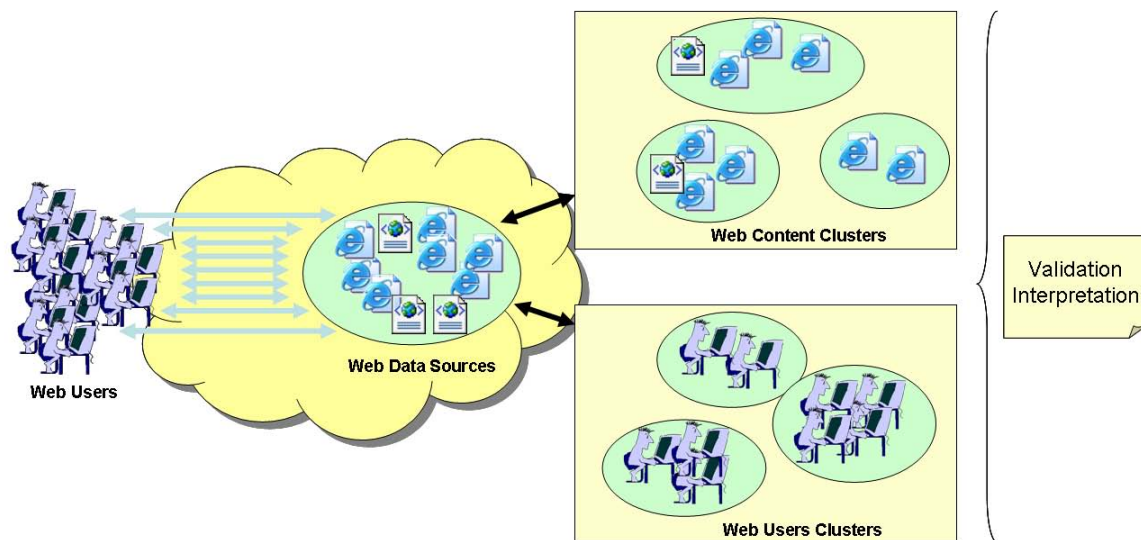 Web Users
Web Data Sources
Web Content Clusters
Web Users Clusters
Validation
Interpretation